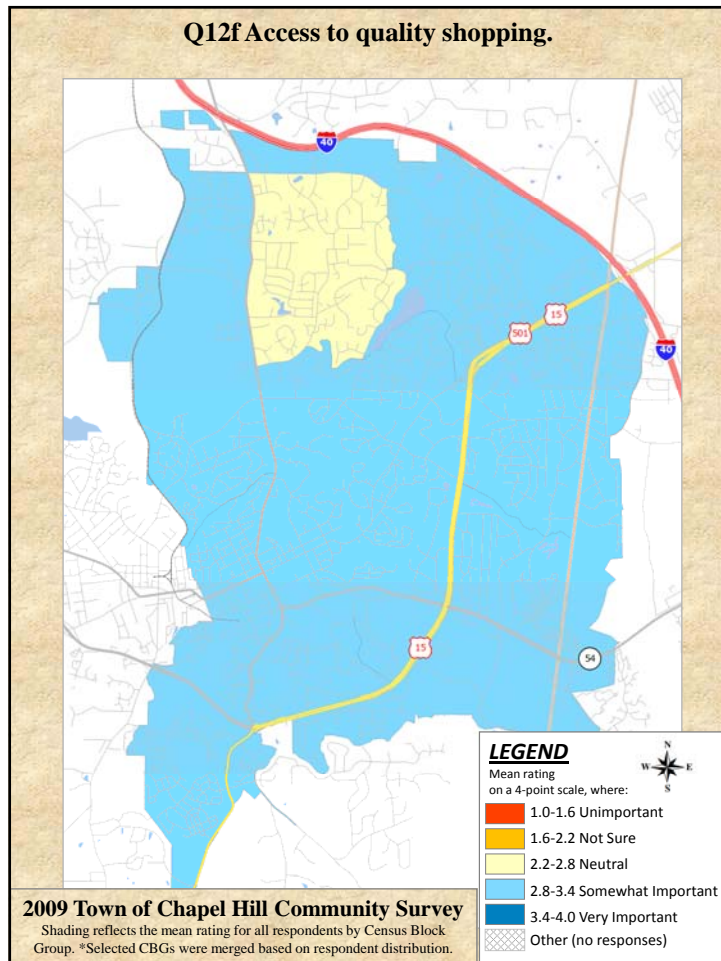 Q12f Access to quality shopping.
40
15
501
40
15
54
LEGEND
Mean rating
on a 4-point scale, where:
N
W E
S
1.0-1.6 Unimportant
1.6-2.2 Not Sure
2.2-2.8 Neutral
2.8-3.4 Somewhat Important
3.4-4.0 Very Important
Other (no responses)
2009 Town of Chapel Hill Community Survey
Shading reflects the mean rating for all respondents by Census Block
Group. *Selected CBGs were merged based on respondent distribution.